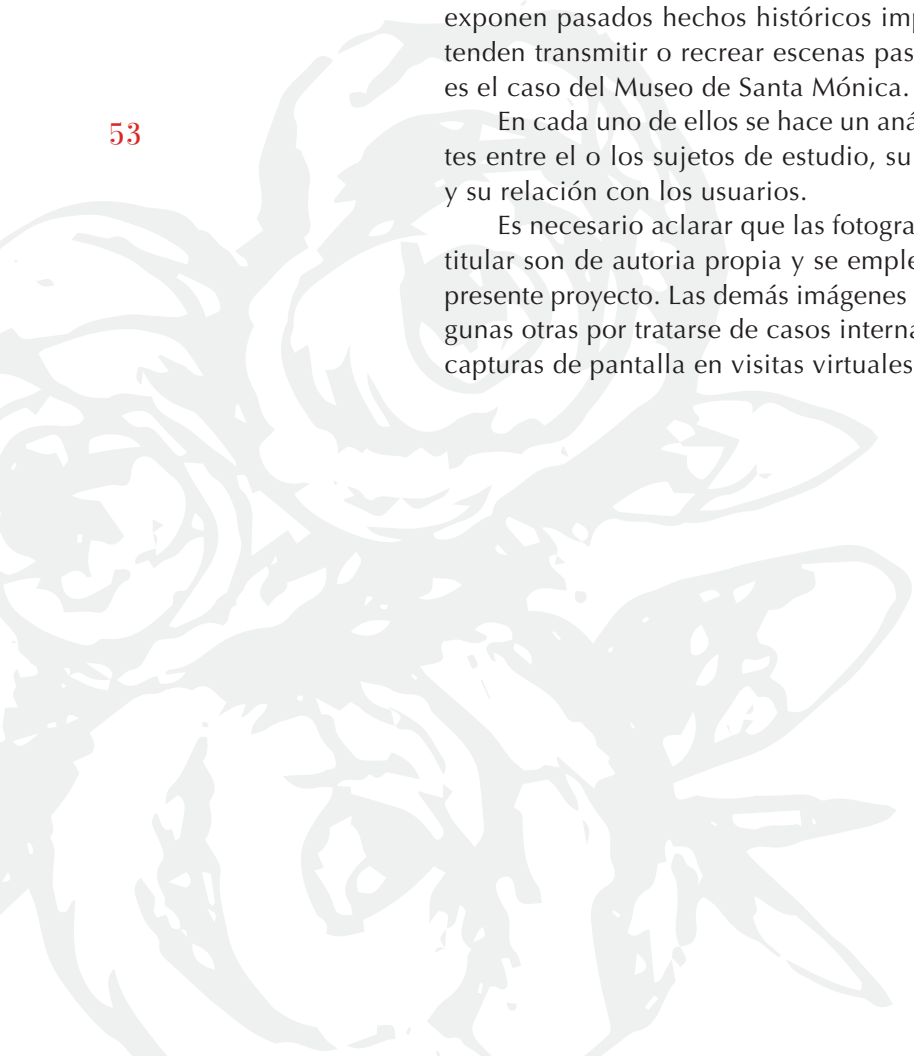 exponen pasados hechos históricos imp
tenden transmitir o recrear escenas pas
es el caso del Museo de Santa Mónica.
53
En cada uno de ellos se hace un aná
tes entre el o los sujetos de estudio, su
y su relación con los usuarios.
Es necesario aclarar que las fotogra
titular son de autoria propia y se emple
presente proyecto. Las demás imágenes
gunas otras por tratarse de casos interna
capturas de pantalla en visitas virtuales